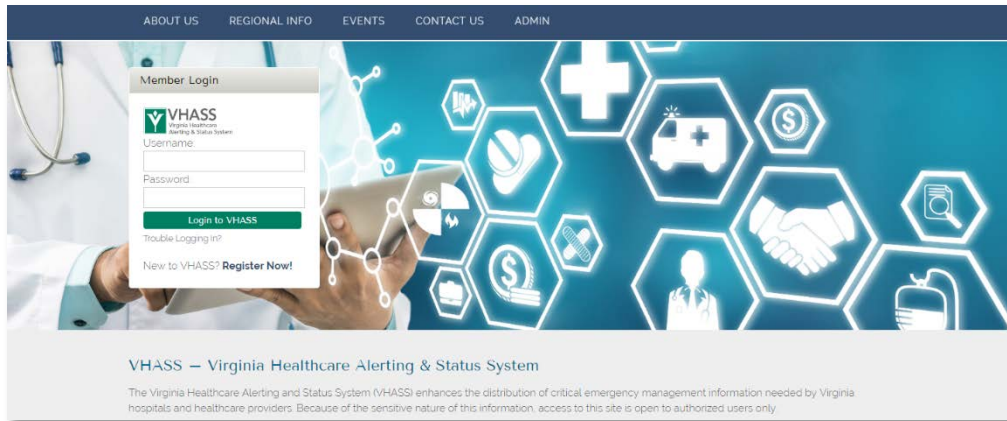 ABOUT US REGIONAL INFO EVENTS CONTACT US ADMIN
Member Login
VHASS
Virginia Healthcare
Alerting & Status System
Username:
Password
Login to VHASS
Trouble Logging In?
New to VHASS? Register Now!
$
$
VHASS – Virginia Healthcare Alerting & Status System
The Virginia Healthcare Alerting and Status System (VHASS) enhances the distribution of critical emergency management information needed by Virginia
hospitals and healthcare providers. Because of the sensitive nature of this information, access to this site is open to authorized users only.